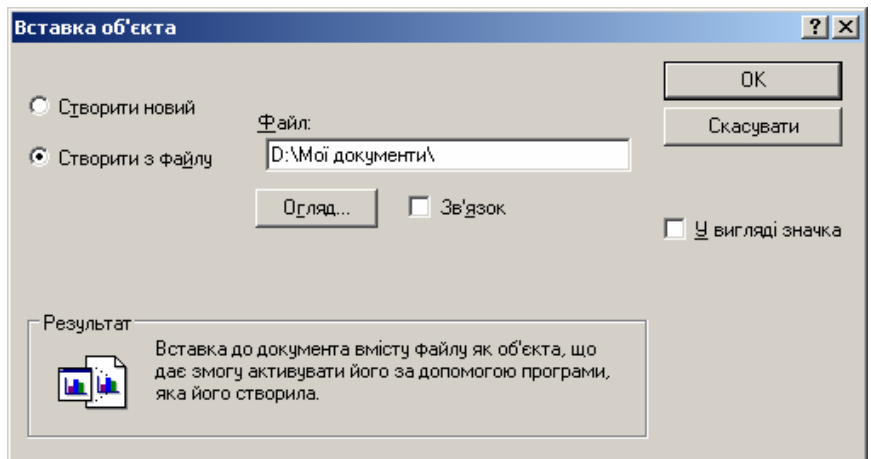 Вставка об'єкта
Створити новий
Створити з файлу
Файл:
D:\Мої документи\
Огляд...
Зв'язок
OK
Скасувати
У вигляді значка
Результат
Вставка до документа вмісту файлу як об'єкта, що
дає змогу активувати його за допомогою програми,
яка його створила.